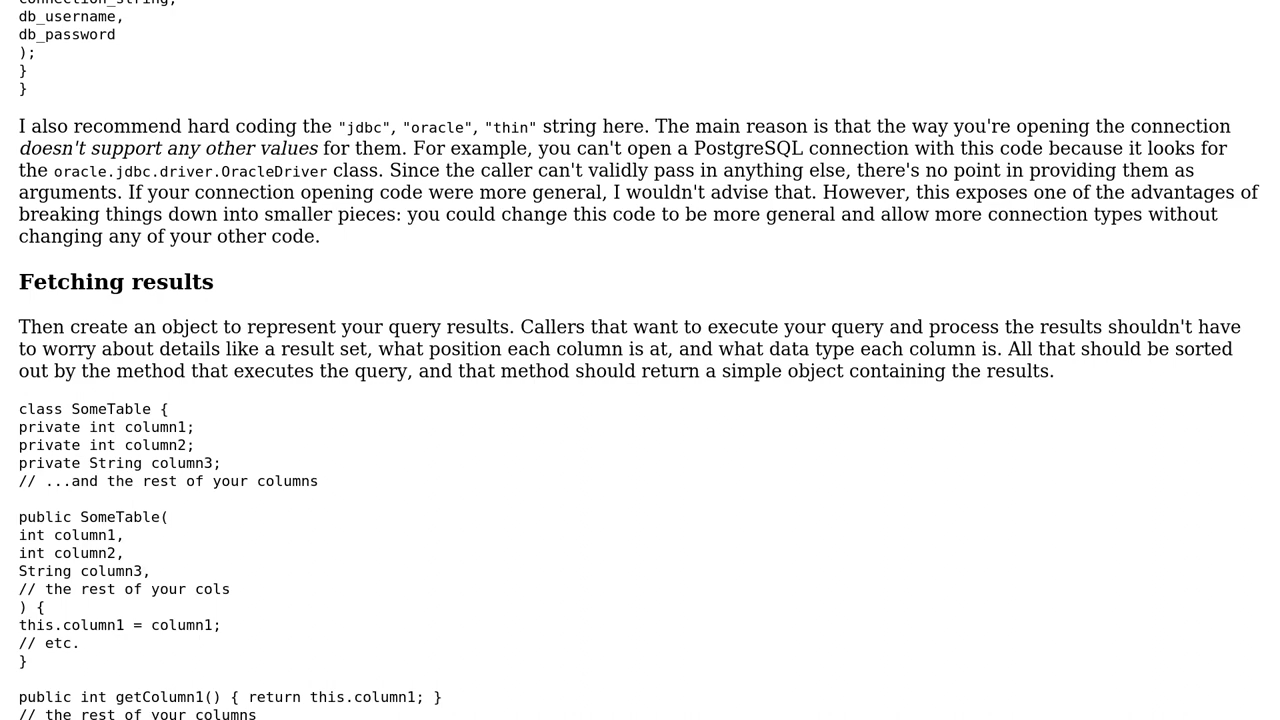 connection_string,
db_username,
db_password
);
}
}
I also recommend hard coding the "jdbc", "oracle", "thin" string here. The main reason is that the way you're opening the connection
doesn't support any other values for them. For example, you can't open a PostgreSQL connection with this code because it looks for
the oracle.jdbc.driver.OracleDriver class. Since the caller can't validly pass in anything else, there's no point in providing them as
arguments. If your connection opening code were more general, I wouldn't advise that. However, this exposes one of the advantages of
breaking things down into smaller pieces: you could change this code to be more general and allow more connection types without
changing any of your other code.
Fetching results
Then create an object to represent your query results. Callers that want to execute your query and process the results shouldn't have
to worry about details like a result set, what position each column is at, and what data type each column is. All that should be sorted
out by the method that executes the query, and that method should return a simple object containing the results.
class SomeTable {
private int column1;
private int column2;
private String column3;
// ...and the rest of your columns
public SomeTable(
int column1,
int column2,
String column3,
// the rest of your cols
) {
this.column1 = column1;
// etc.
}
public int getColumn1() { return this.column1; }
// the rest of your columns